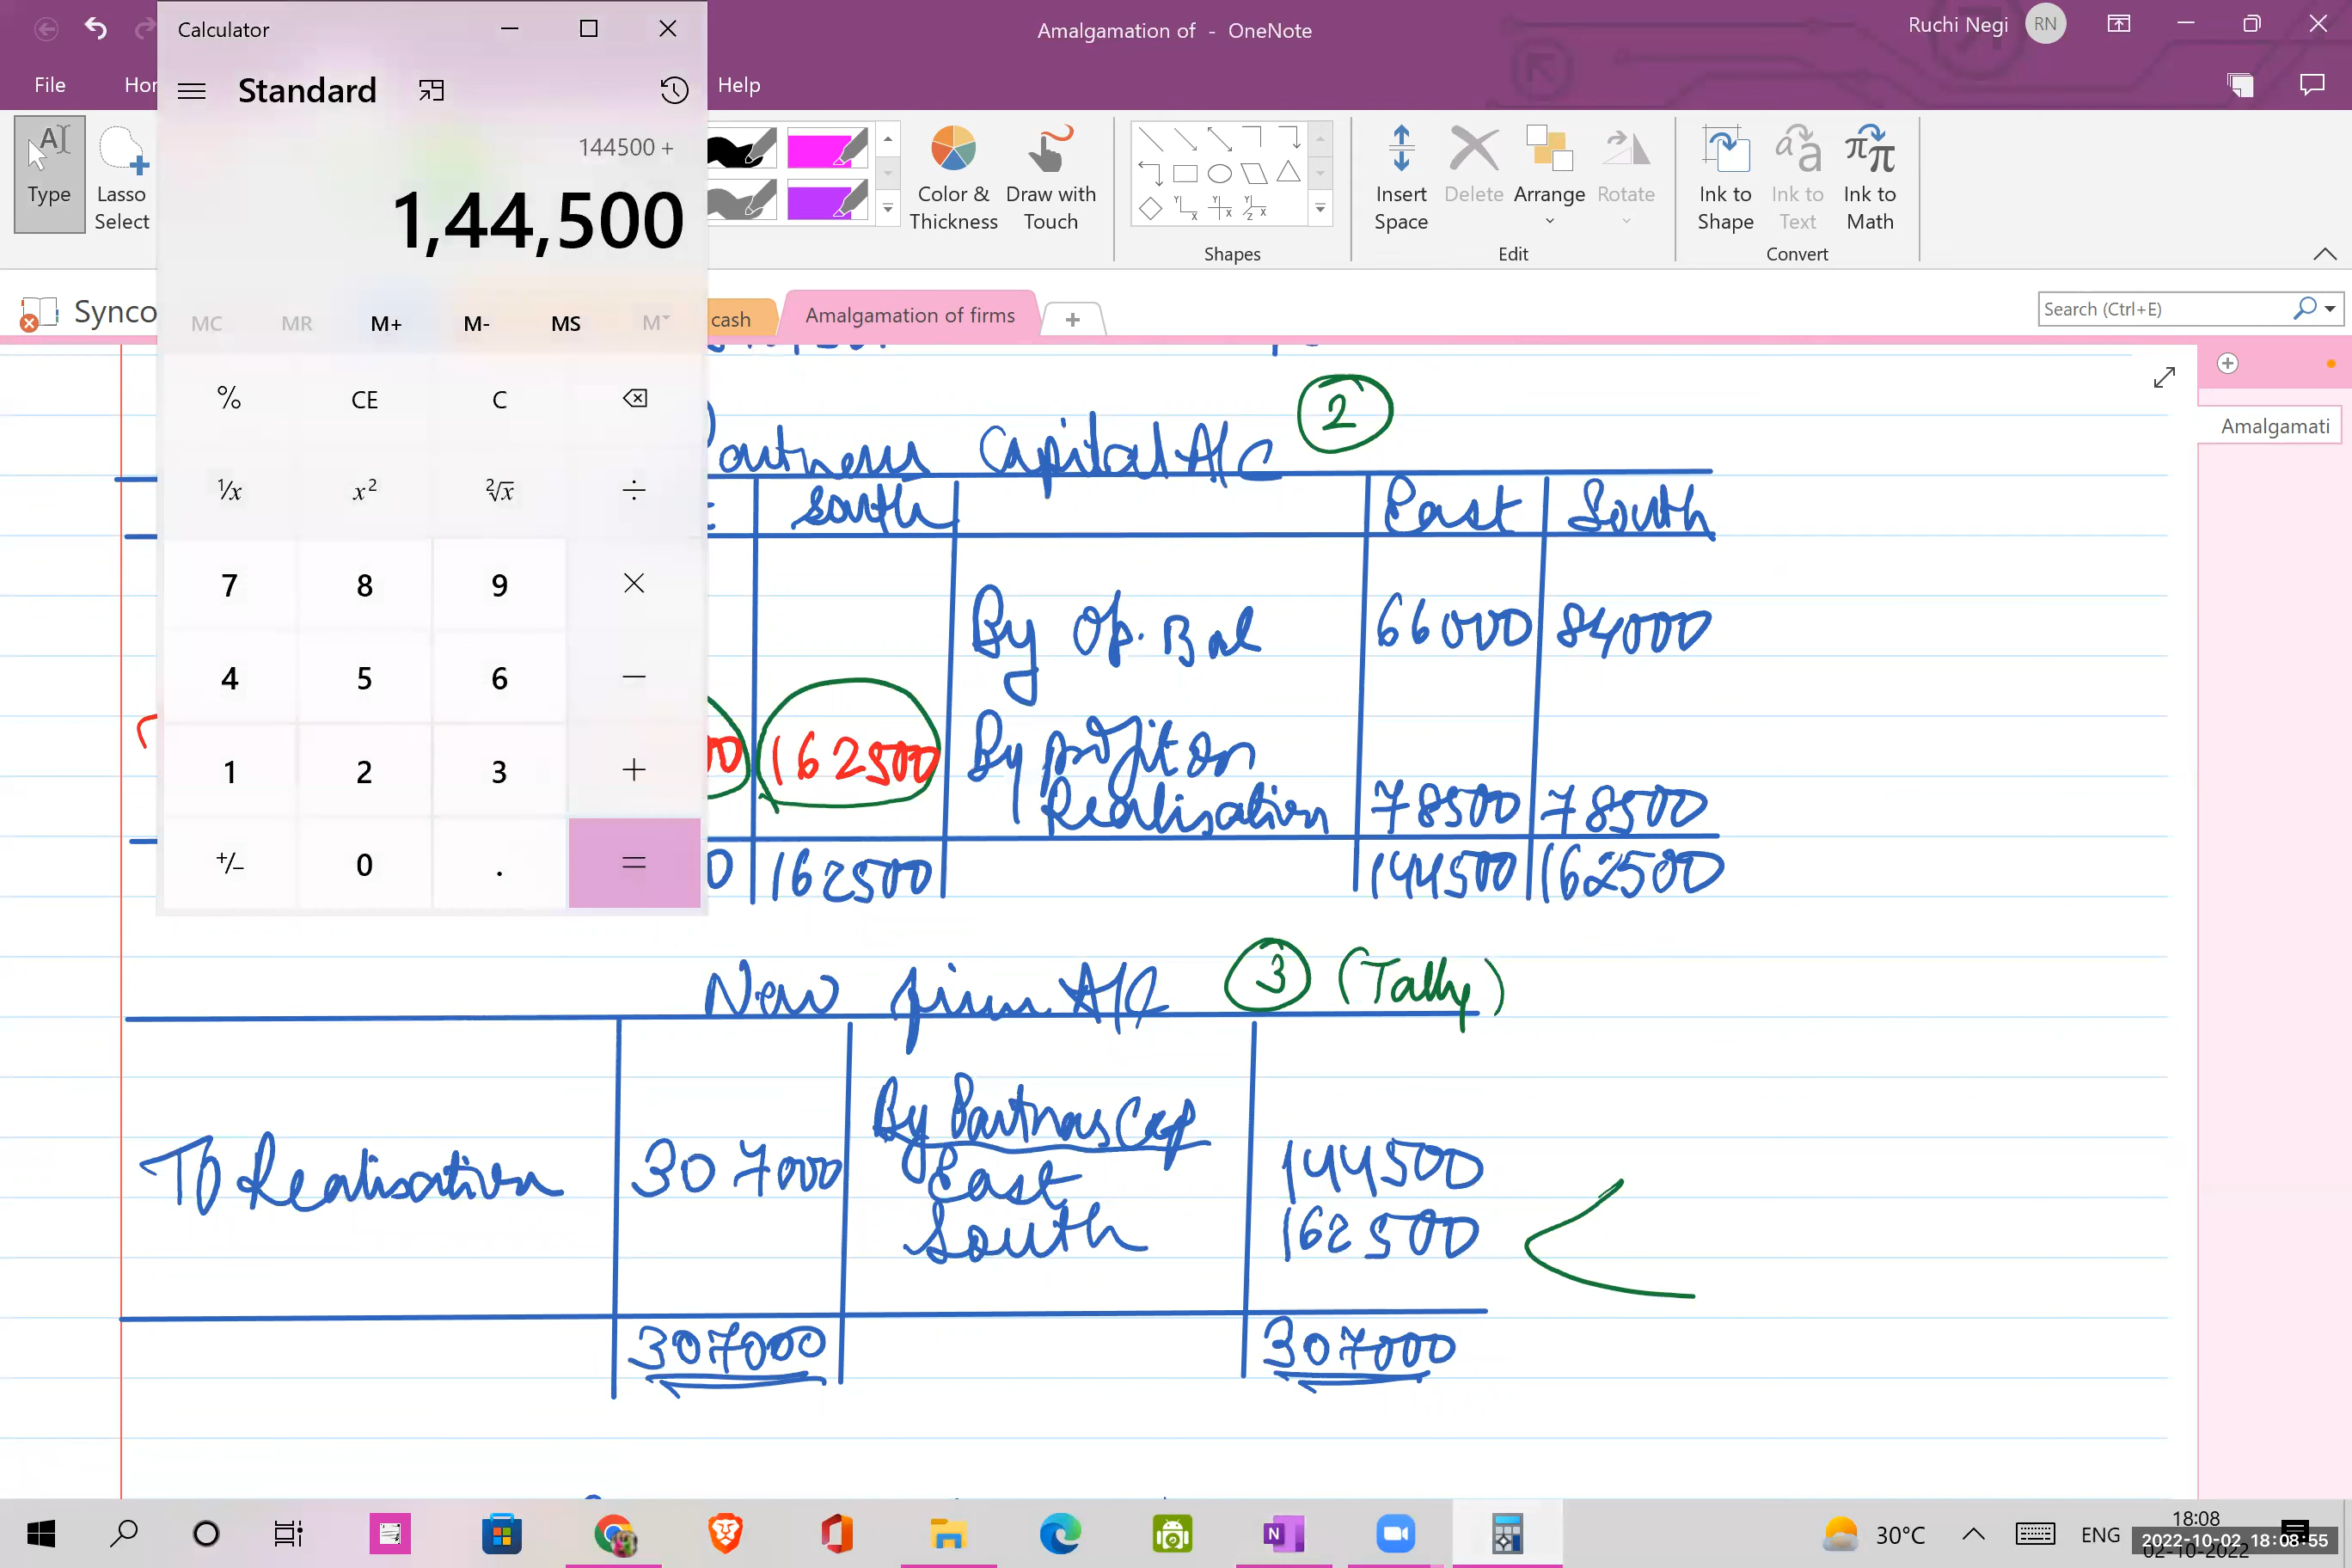 Calculator
Amalgamation of - OneNote
Ruchi Negi RN
File
Help
Standard
144500 +
1,44,500
Type
Lasso
Select
Color &
Thickness
Draw with
Touch
Shapes
Insert
Space
Delete
Arrange
Rotate
Edit
Ink to
Shape
Ink to
Text
Ink to
Math
Convert
cash
Amalgamation of firms
+
Search (Ctrl+E)
MC MR M+ M- MS M
Amalgamati
% CE C
1/x x2 2√x ÷
7 8 9 ×
4 5 6 −
1 2 3 +
+/− 0 . =
Capital A/C 2
South East South
By Op. Bal 66000 84000
162500 By profit on
Realisation 78500 78500
0 162500 144500 162500
New firm A/C 3 (Tally)
By Partners Cap
To Realisation 307000 East 144500
South 162500
307000 307000
30°C
ENG
18:08
2022-10-02 18:08:55